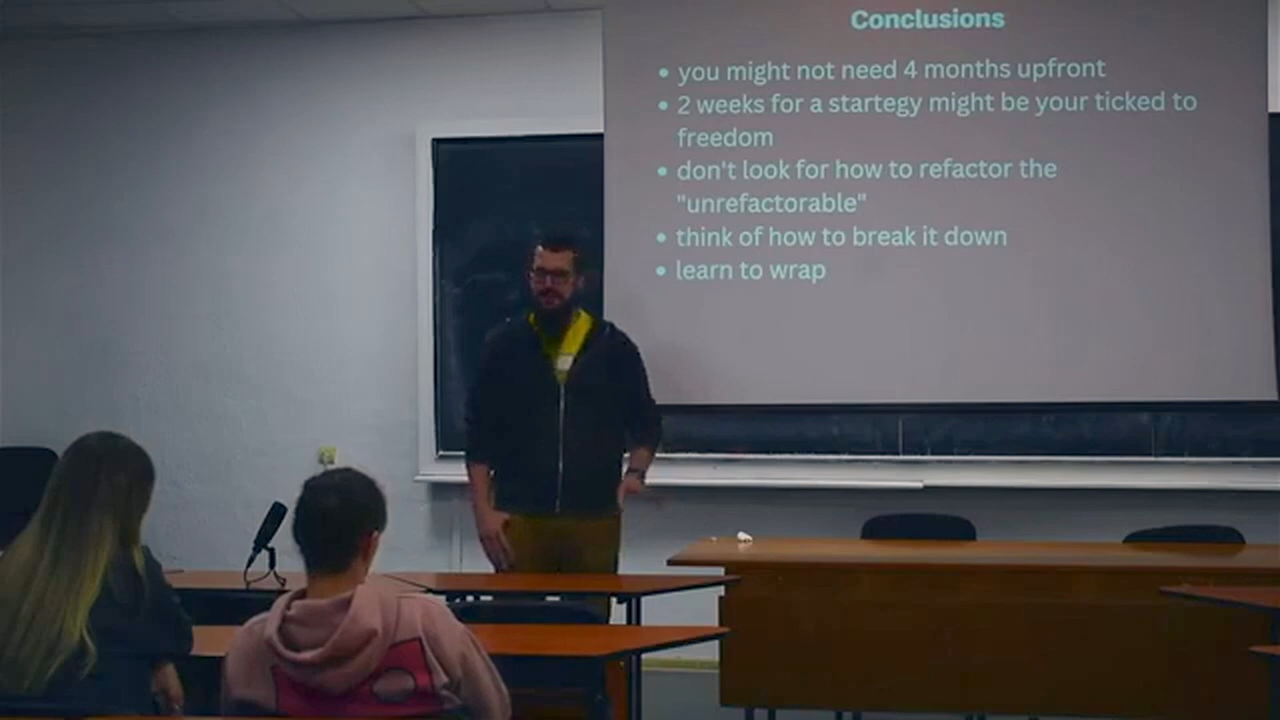 Conclusions
• you might not need 4 months upfront
• 2 weeks for a startegy might be your ticked to
freedom
• don't look for how to refactor the
"unrefactorable"
• think of how to break it down
• learn to wrap